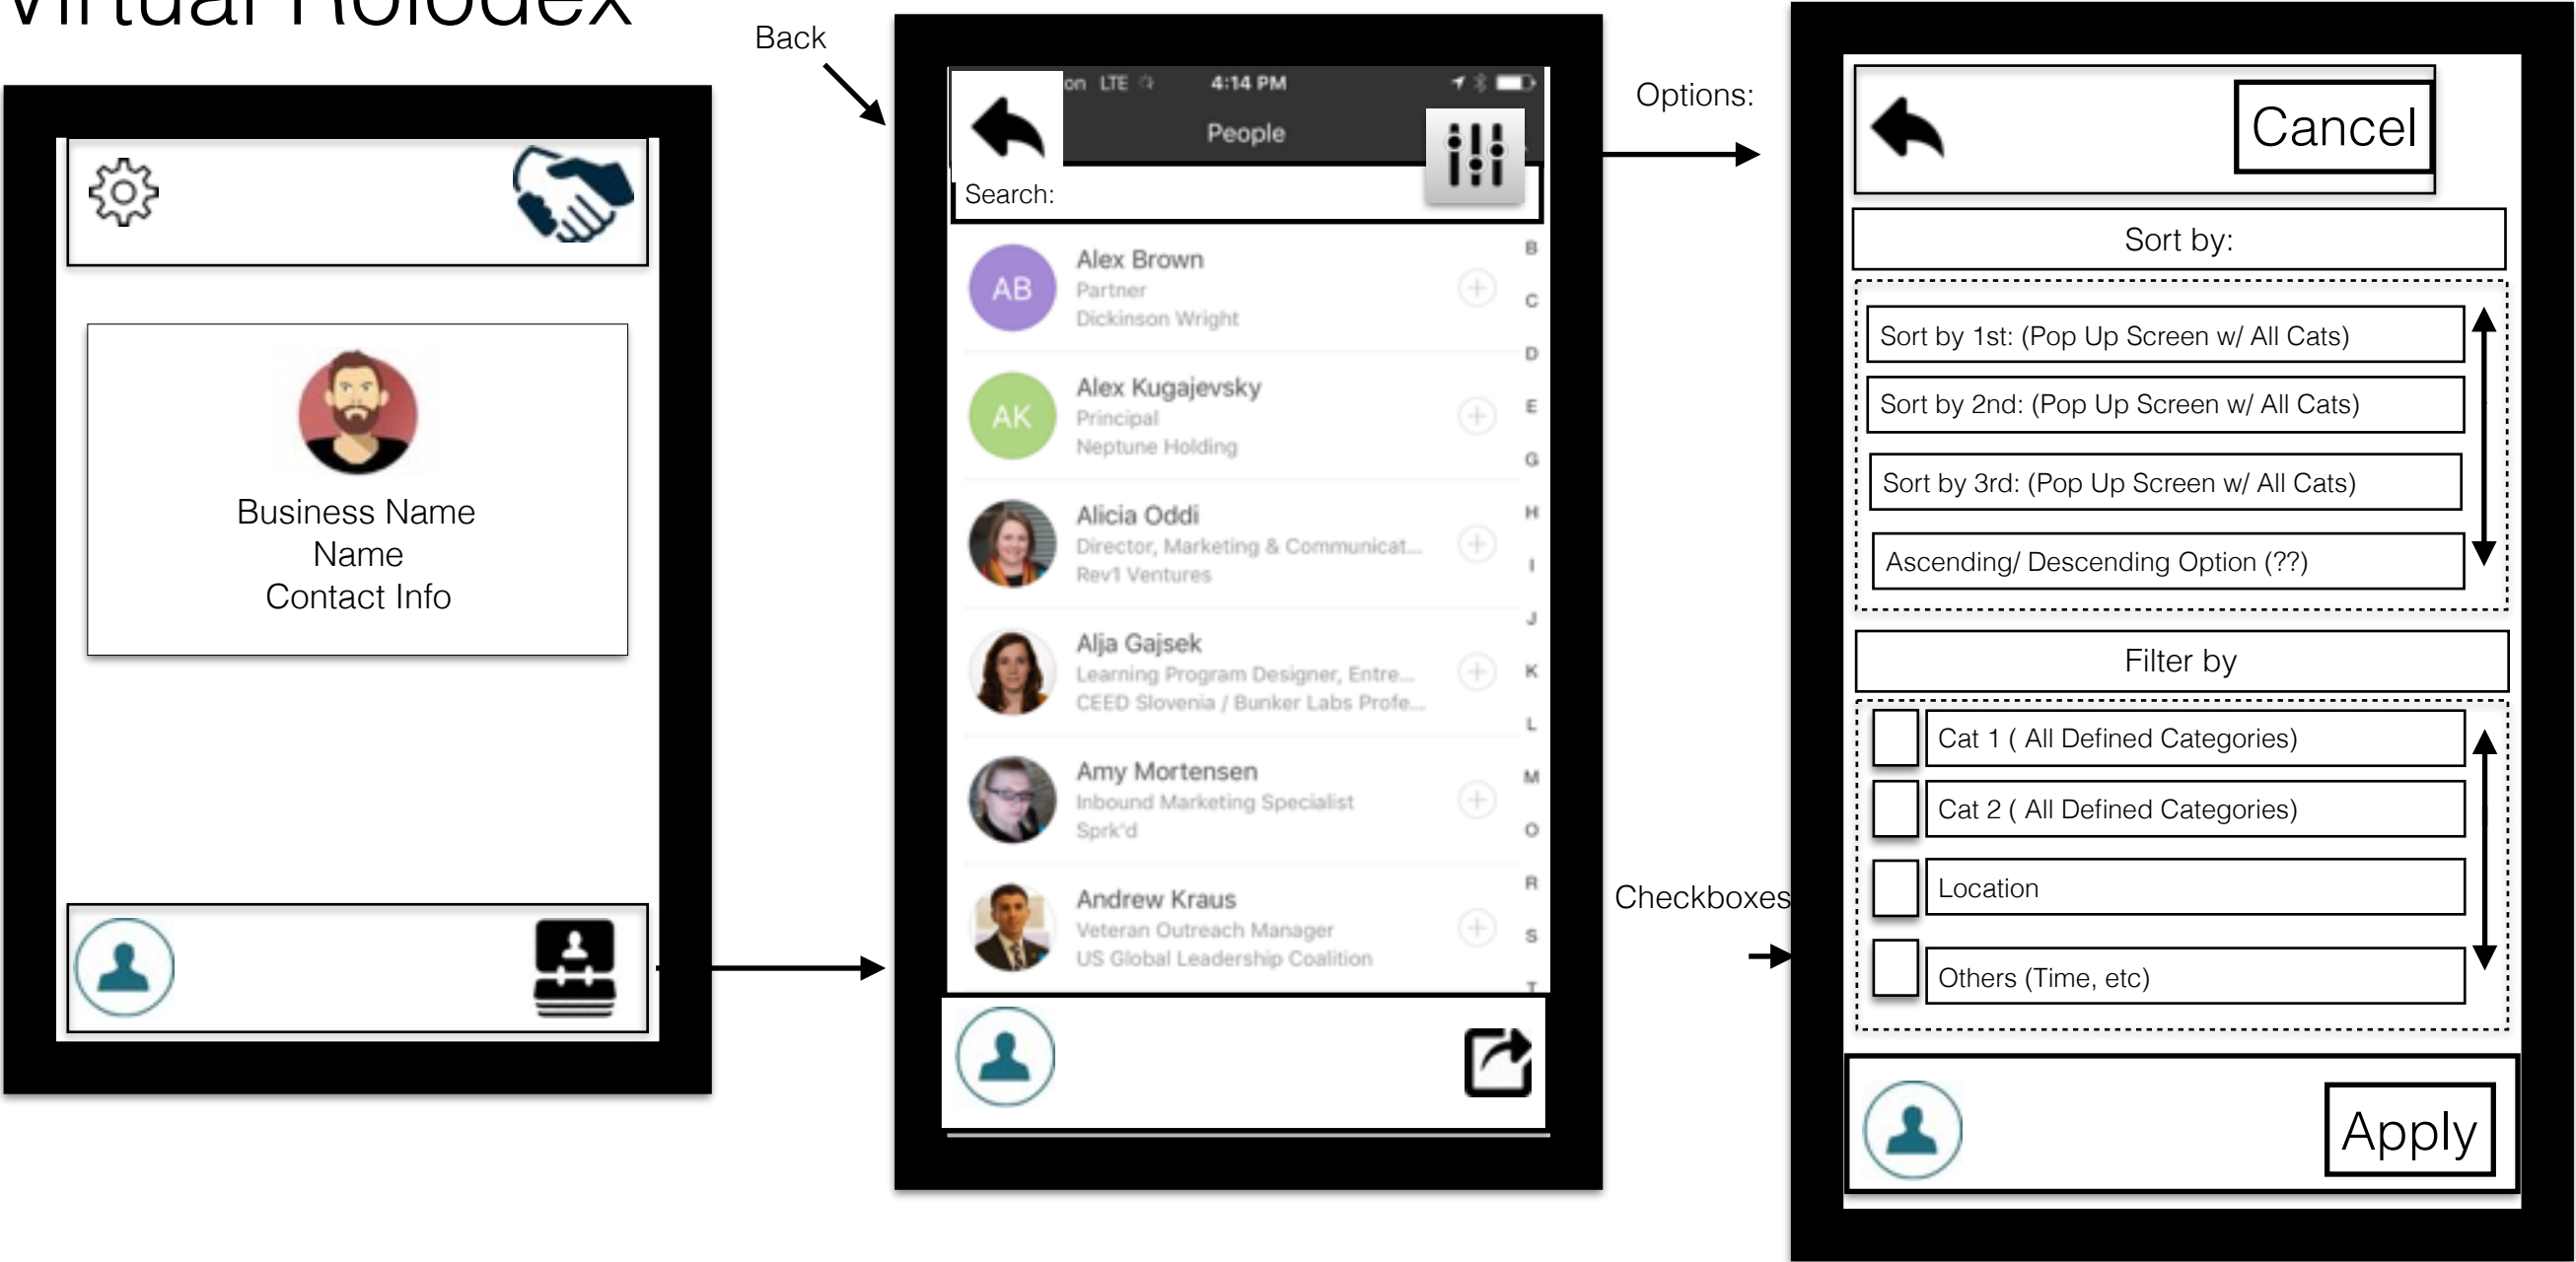 Virtual Rolodex
Business Name
Name
Contact Info
Back
on LTE 4:14 PM
People
Search:
AB
Alex Brown
Partner
Dickinson Wright
AK
Alex Kugajevsky
Principal
Neptune Holding
Alicia Oddi
Director, Marketing & Communicat...
Rev1 Ventures
Alja Gajsek
Learning Program Designer, Entre...
CEED Slovenia / Bunker Labs Profe...
Amy Mortensen
Inbound Marketing Specialist
Sprk'd
Andrew Kraus
Veteran Outreach Manager
US Global Leadership Coalition
B
C
D
E
G
H
I
J
K
L
M
O
R
S
T
Options:
Checkboxes
Cancel
Sort by:
Sort by 1st: (Pop Up Screen w/ All Cats)
Sort by 2nd: (Pop Up Screen w/ All Cats)
Sort by 3rd: (Pop Up Screen w/ All Cats)
Ascending/ Descending Option (??)
Filter by
Cat 1 ( All Defined Categories)
Cat 2 ( All Defined Categories)
Location
Others (Time, etc)
Apply